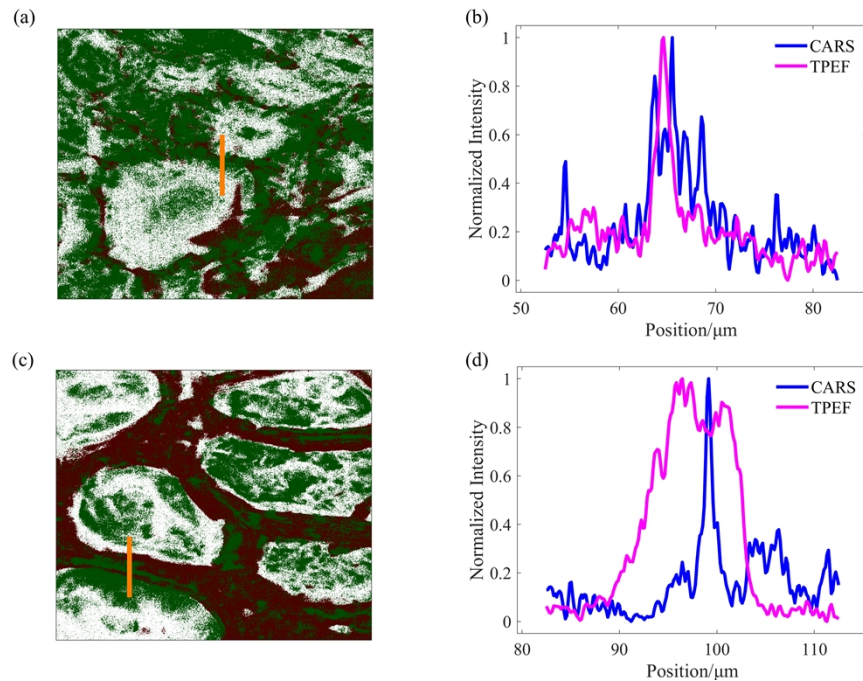 (a)
(b)
CARS
TPEF
Normalized Intensity
1
0.8
0.6
0.4
0.2
0
50
60
70
80
Position/μm
(c)
(d)
CARS
TPEF
Normalized Intensity
1
0.8
0.6
0.4
0.2
0
80
90
100
110
Position/μm